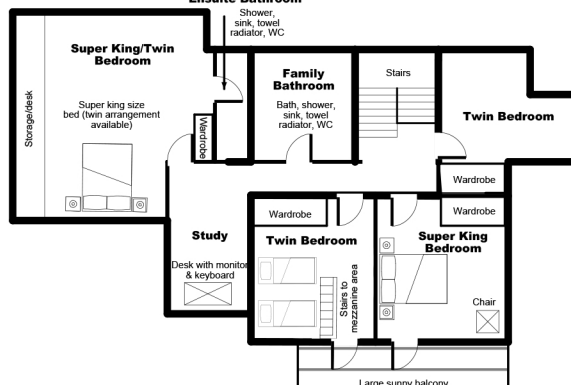 Ensuite Bathroom
Shower,
sink, towel
radiator, WC
Super King/Twin
Bedroom
Super king size
bed (twin arrangement
available)
Storage/desk
Wardrobe
Family
Bathroom
Bath, shower,
sink, towel
radiator, WC
Stairs
Twin Bedroom
Wardrobe
Study
Desk with monitor
& keyboard
Wardrobe
Twin Bedroom
Stairs to
mezzanine area
Wardrobe
Super King
Bedroom
Chair
Large sunny balcony